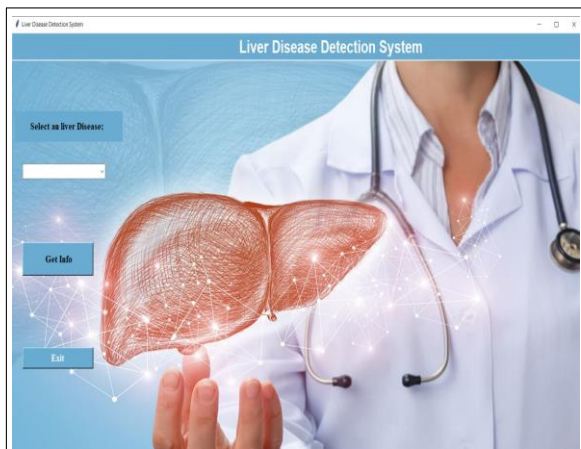 Liver Disease Detection System
Liver Disease Detection System
Select an liver Disease:
Get Info
Exit